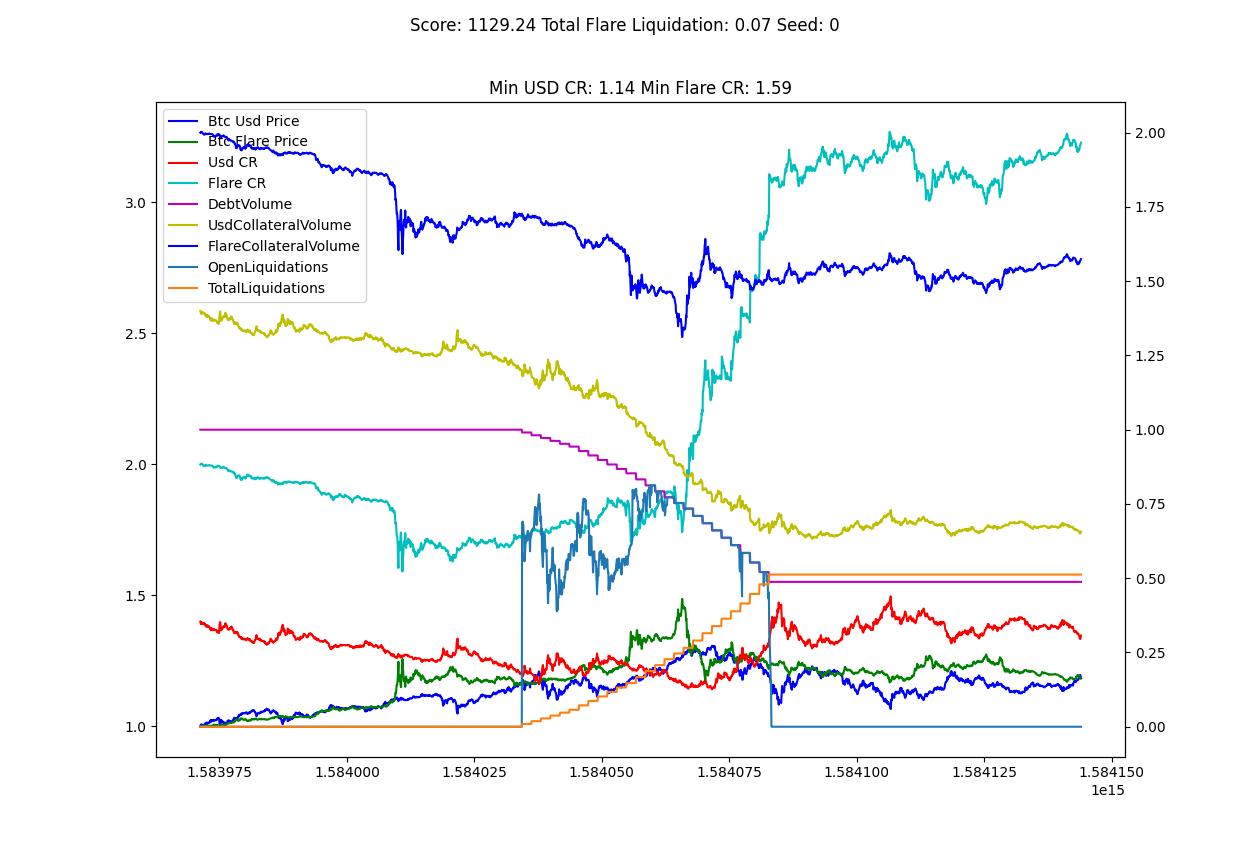 Score: 1129.24 Total Flare Liquidation: 0.07 Seed: 0
Min USD CR: 1.14 Min Flare CR: 1.59
Btc Usd Price
Btc Flare Price
Usd CR
Flare CR
DebtVolume
UsdCollateralVolume
FlareCollateralVolume
OpenLiquidations
TotalLiquidations
3.0
2.5
2.0
1.5
1.0
2.00
1.75
1.50
1.25
1.00
0.75
0.50
0.25
0.00
1.583975
1.584000
1.584025
1.584050
1.584075
1.584100
1.584125
1.584150
1e15